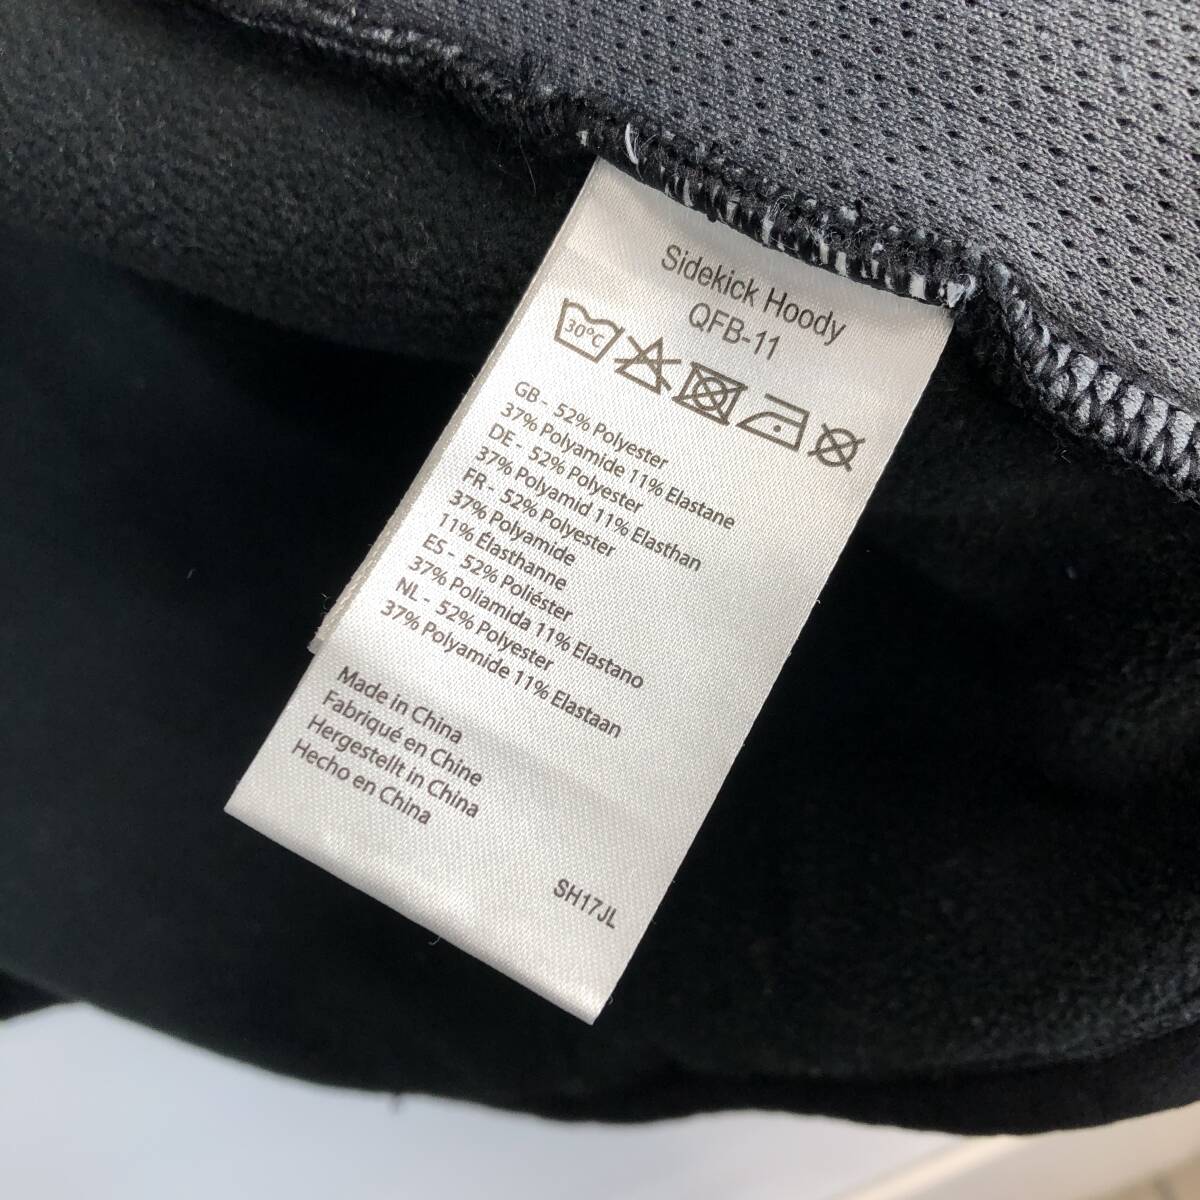 Sidekick Hoody
QFB-11
30°C
GB - 52% Polyester
37% Polyamide 11% Elastane
DE - 52% Polyester
37% Polyamid 11% Elasthan
FR - 52% Polyester
37% Polyamide
11% Élasthanne
ES - 52% Poliéster
37% Poliamida 11% Elastano
NL - 52% Polyester
37% Polyamide 11% Elastaan
Made in China
Fabriqué en Chine
Hergestellt in China
Hecho en China
SH17JL